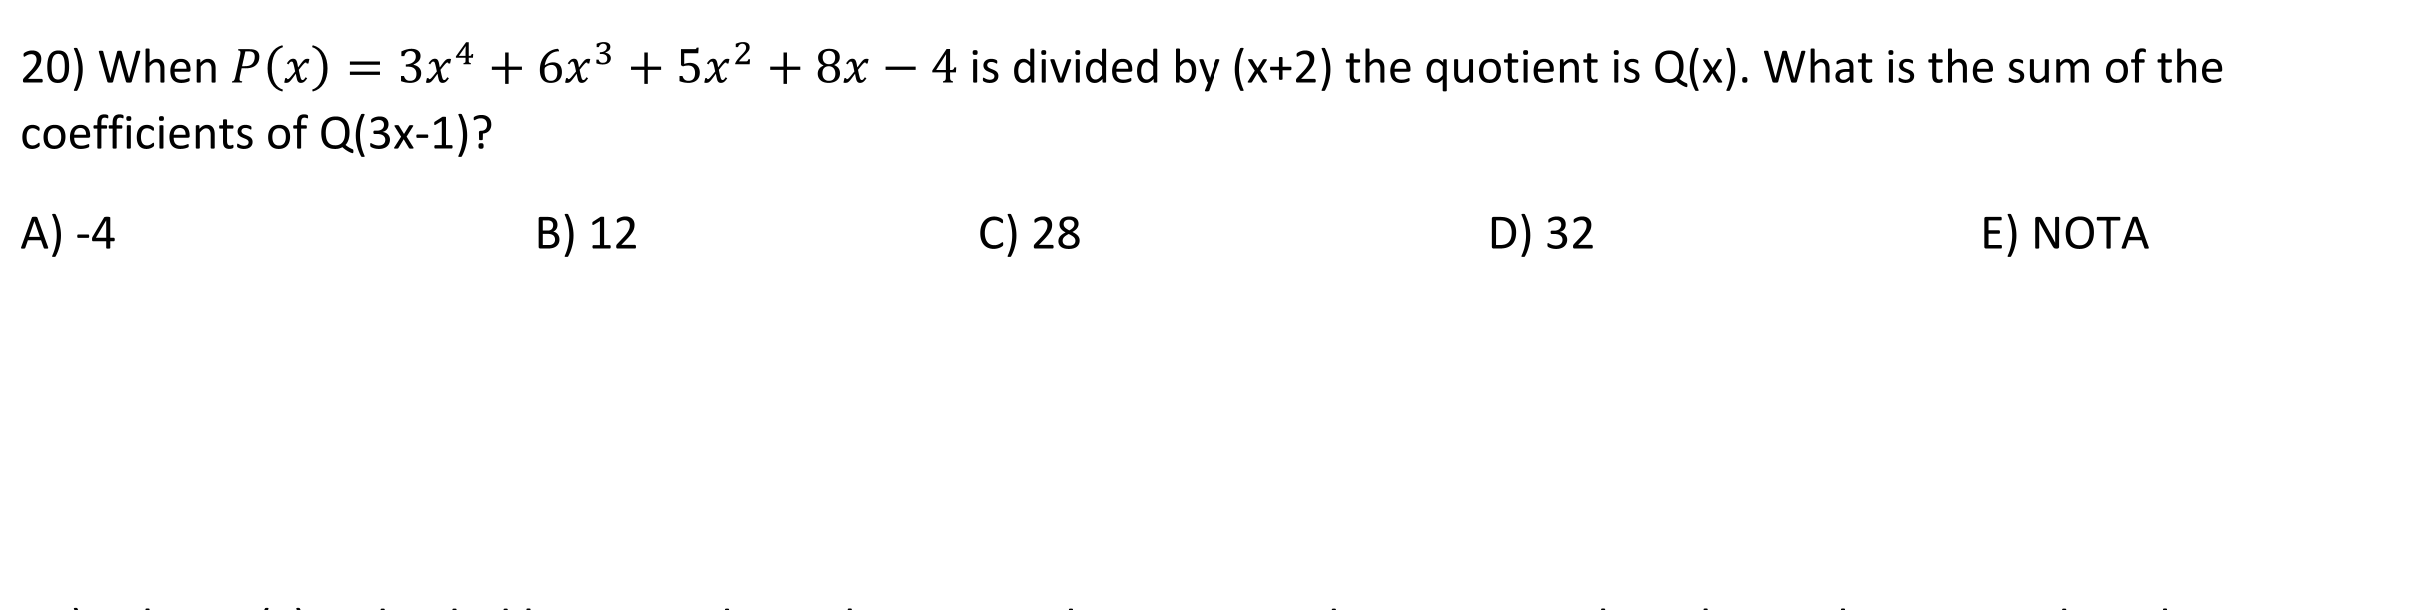 20) When P(x) = 3x⁴ + 6x³ + 5x² + 8x − 4 is divided by (x+2) the quotient is Q(x). What is the sum of the
coefficients of Q(3x-1)?
A) -4 B) 12 C) 28 D) 32 E) NOTA